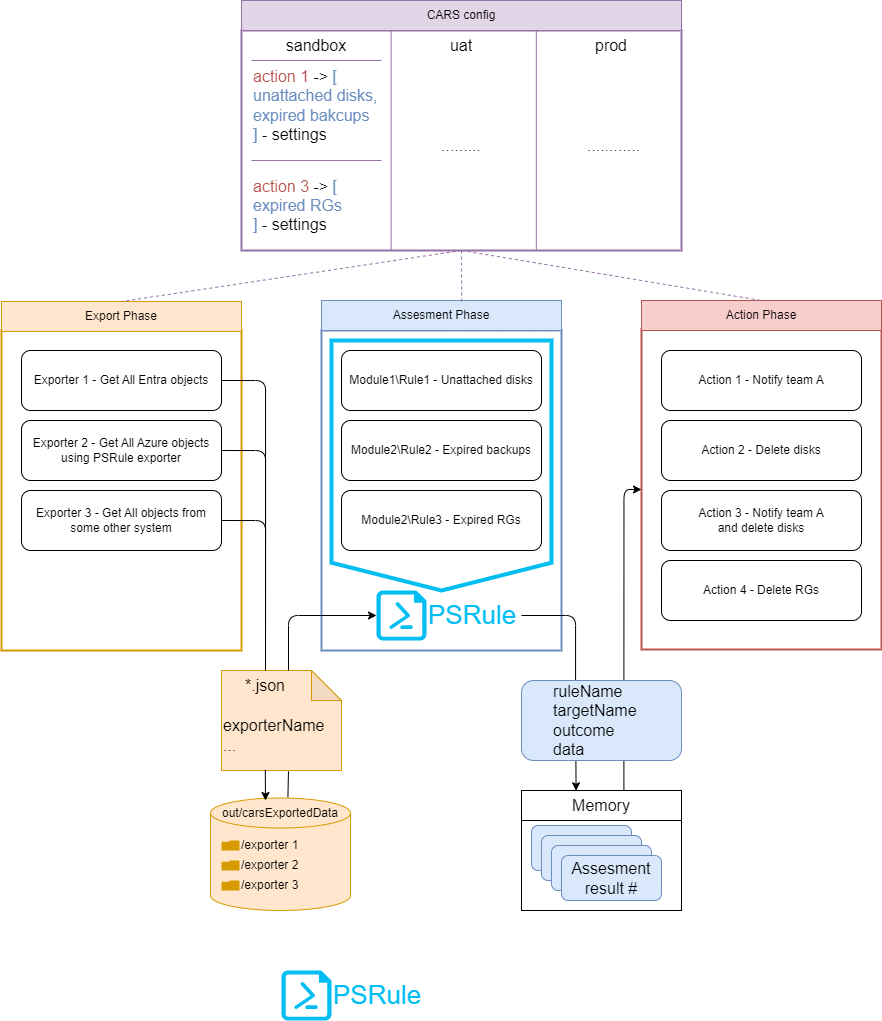 CARS config
sandbox
action 1 -> [
unattached disks,
expired bakcups
] - settings
action 3 -> [
expired RGs
] - settings
uat
.........
prod
............
Export Phase
Exporter 1 - Get All Entra objects
Exporter 2 - Get All Azure objects
using PSRule exporter
Exporter 3 - Get All objects from
some other system
Assesment Phase
Module1\Rule1 - Unattached disks
Module2\Rule2 - Expired backups
Module2\Rule3 - Expired RGs
PSRule
Action Phase
Action 1 - Notify team A
Action 2 - Delete disks
Action 3 - Notify team A
and delete disks
Action 4 - Delete RGs
*.json
exporterName
...
out/carsExportedData
/exporter 1
/exporter 2
/exporter 3
ruleName
targetName
outcome
data
Memory
Assesment
result #
PSRule